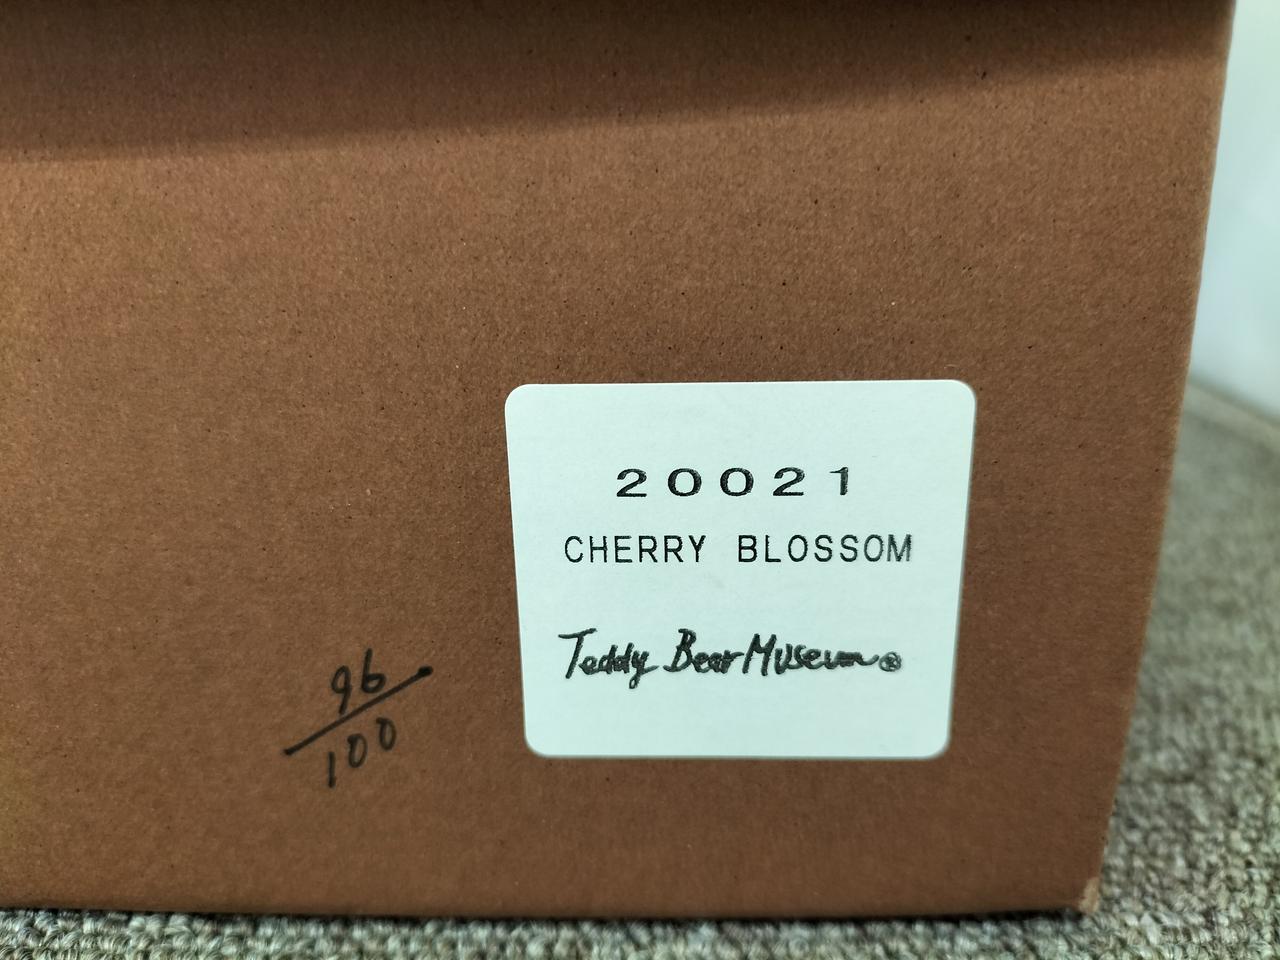 20021
CHERRY BLOSSOM
Teddy Bear Museum®
96/100